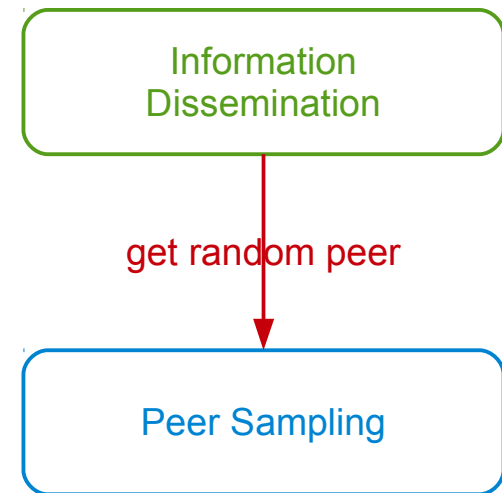 Information
Dissemination
get random peer
Peer Sampling